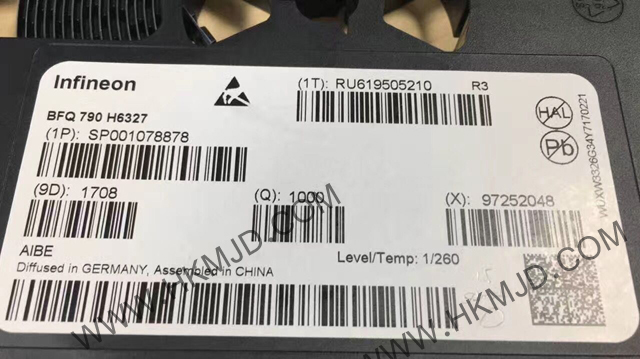 Infineon
(1T): RU619505210 R3
BFQ 790 H6327
(1P): SP001078878
HAL
Pb
(9D): 1708
(Q): 1000
(X): 97252048
AIBE
Level/Temp: 1/260
Diffused in GERMANY, Assembled in CHINA
WUXW3326G34Y7170221
WWW.HKMJD.COM
WWW.HKMJD.COM